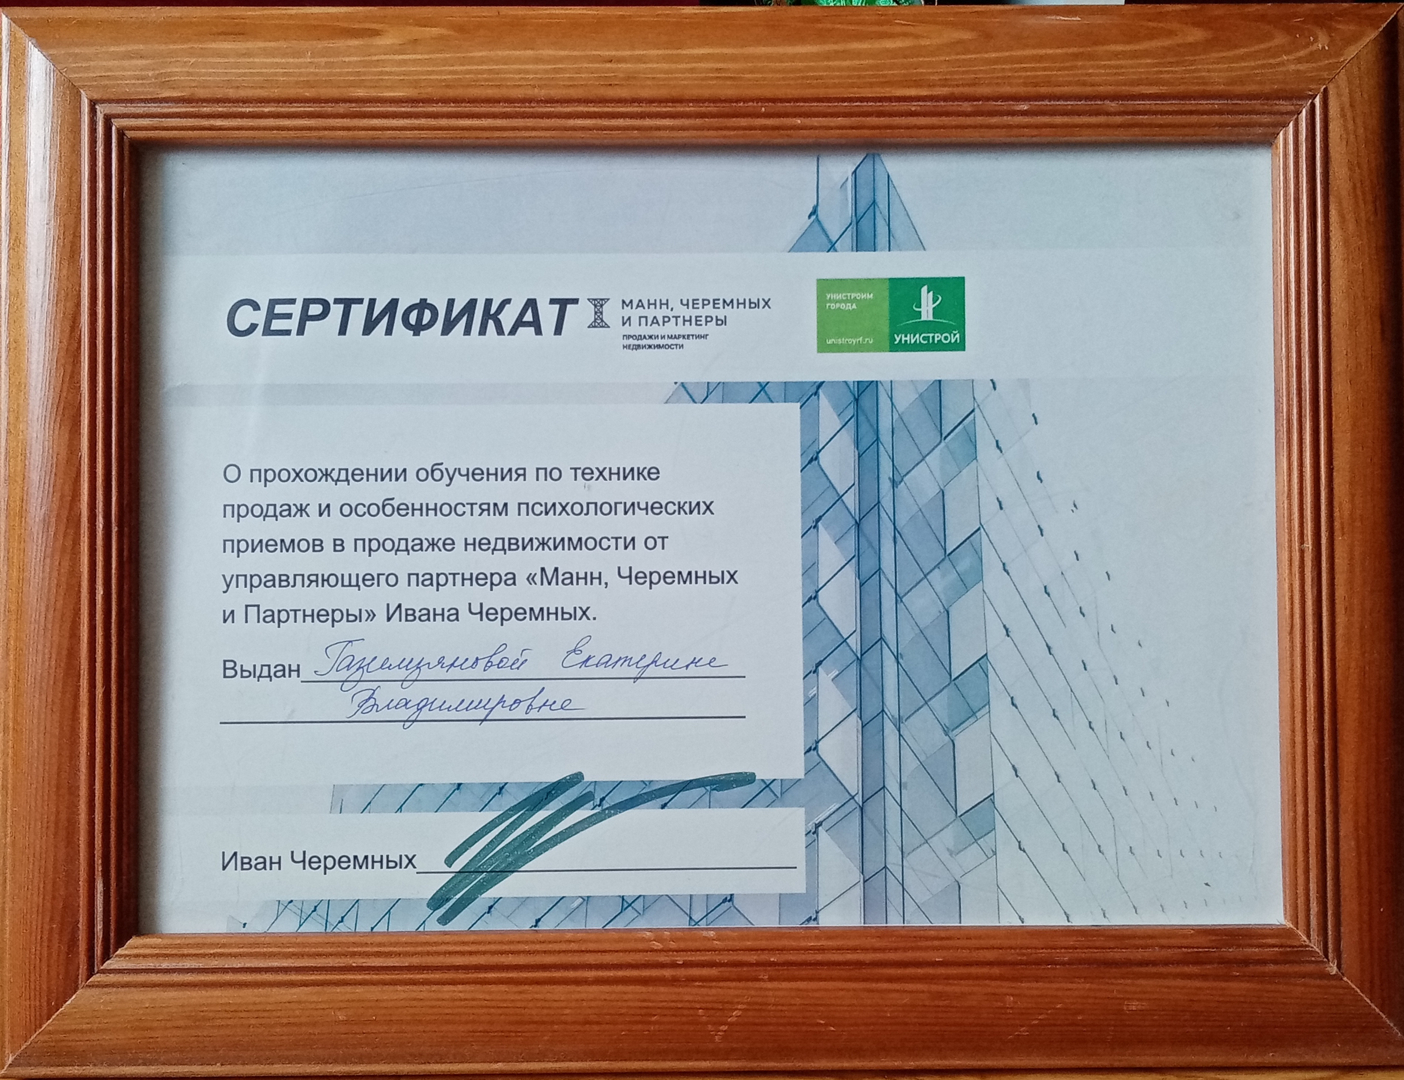 СЕРТИФИКАТ
МАНН, ЧЕРЕМНЫХ
И ПАРТНЕРЫ
ПРОДАЖИ И МАРКЕТИНГ
НЕДВИЖИМОСТИ
УНИСТРОИМ
ГОРОДА
unistroyrf.ru
УНИСТРОЙ
О прохождении обучения по технике
продаж и особенностям психологических
приемов в продаже недвижимости от
управляющего партнера «Манн, Черемных
и Партнеры» Ивана Черемных.
Выдан Екатерине
Владимировне
Иван Черемных